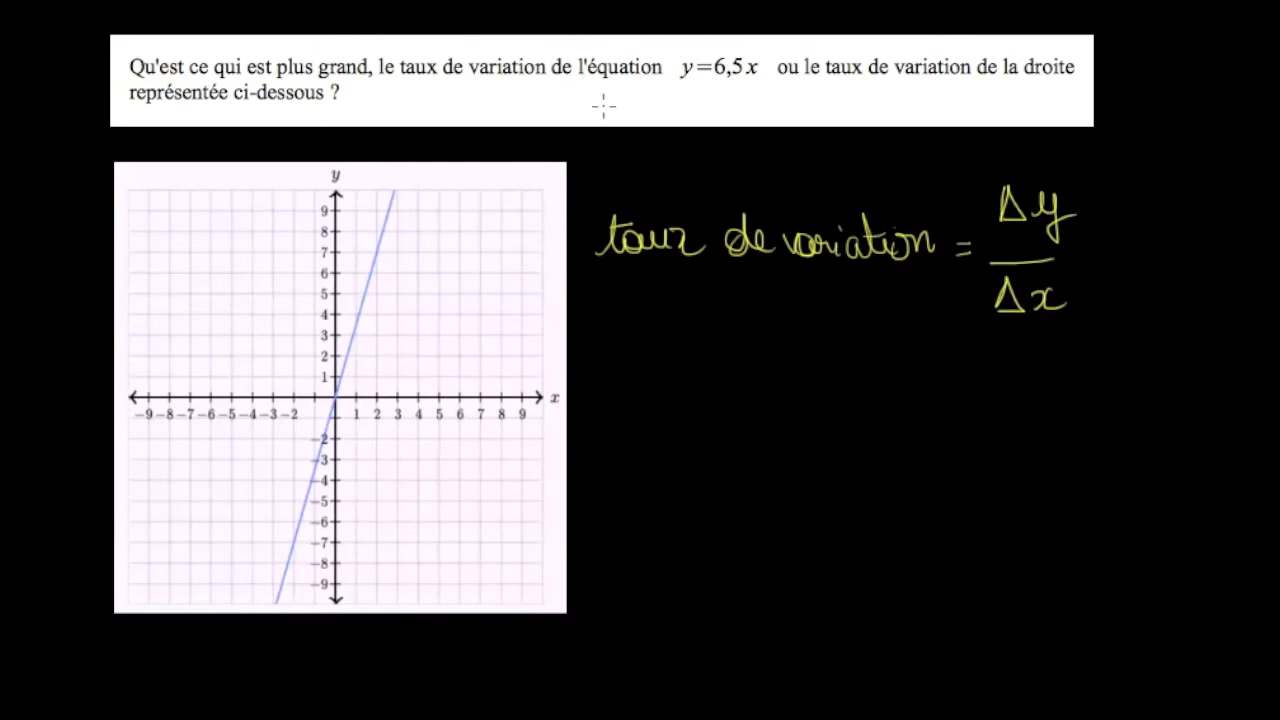 Qu'est ce qui est plus grand, le taux de variation de l'équation y=6,5x ou le taux de variation de la droite
représentée ci-dessous ?
y
9
8
7
6
5
4
3
2
1
-9 -8 -7 -6 -5 -4 -3 -2 1 2 3 4 5 6 7 8 9 x
-2
-3
-4
-5
-6
-7
-8
-9
taux de variation = Δy
Δx